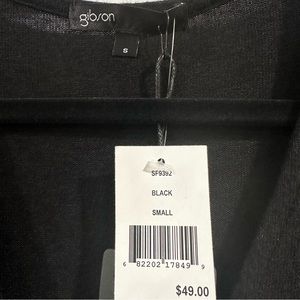 gibson
S
SF9392
BLACK
SMALL
6 82202 17849 9
$49.00